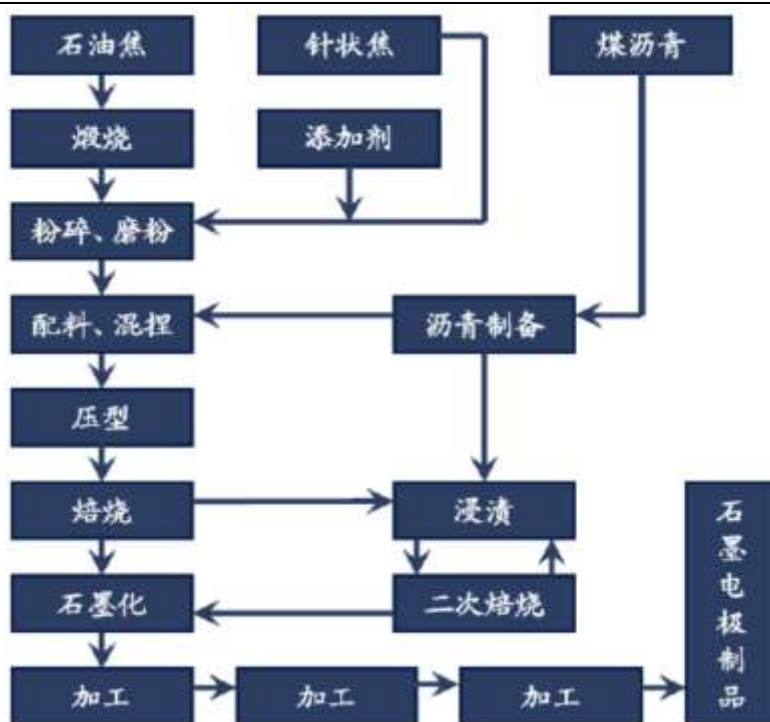 石油焦
针状焦
煤沥青
煅烧
添加剂
粉碎、磨粉
配料、混捏
沥青制备
压型
焙烧
浸渍
石墨电极制品
石墨化
二次焙烧
加工
加工
加工